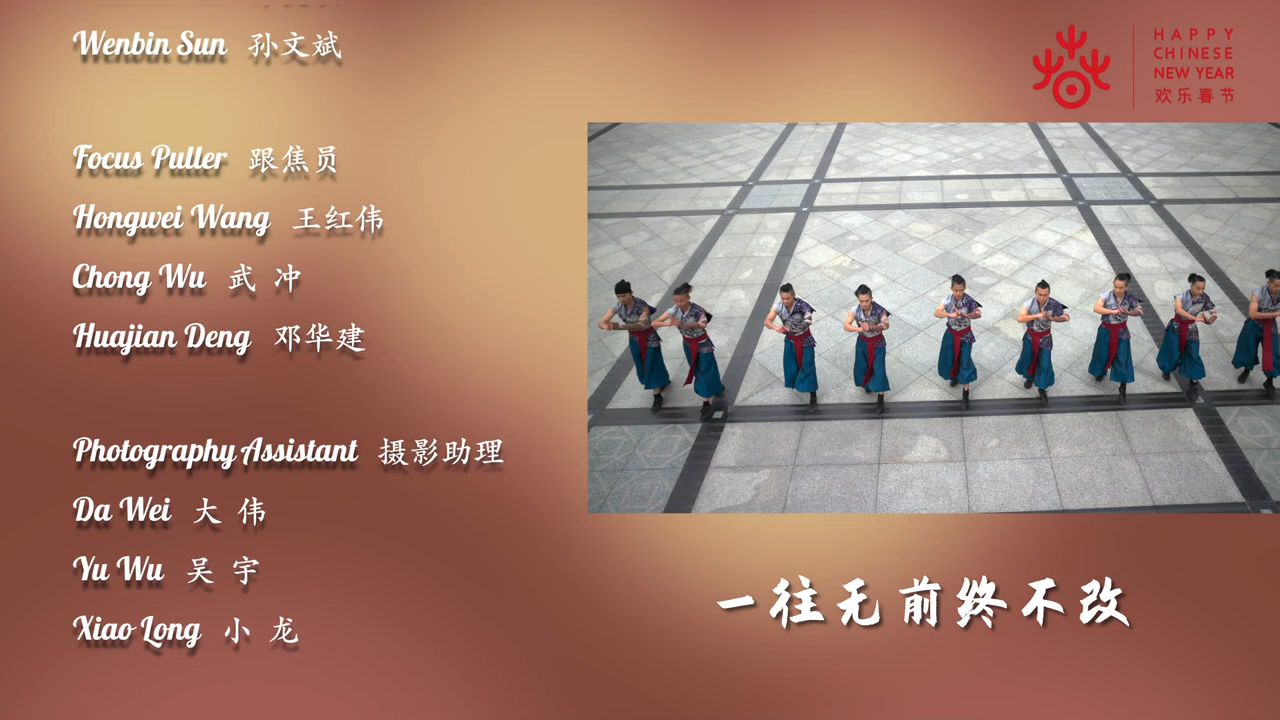 Wenbin Sun 孙文斌
Focus Puller 跟焦员
Hongwei Wang 王红伟
Chong Wu 武 冲
Huajian Deng 邓华建
Photography Assistant 摄影助理
Da Wei 大 伟
Yu Wu 吴 宇
Xiao Long 小 龙
HAPPY
CHINESE
NEW YEAR
欢乐春节
一往无前终不改